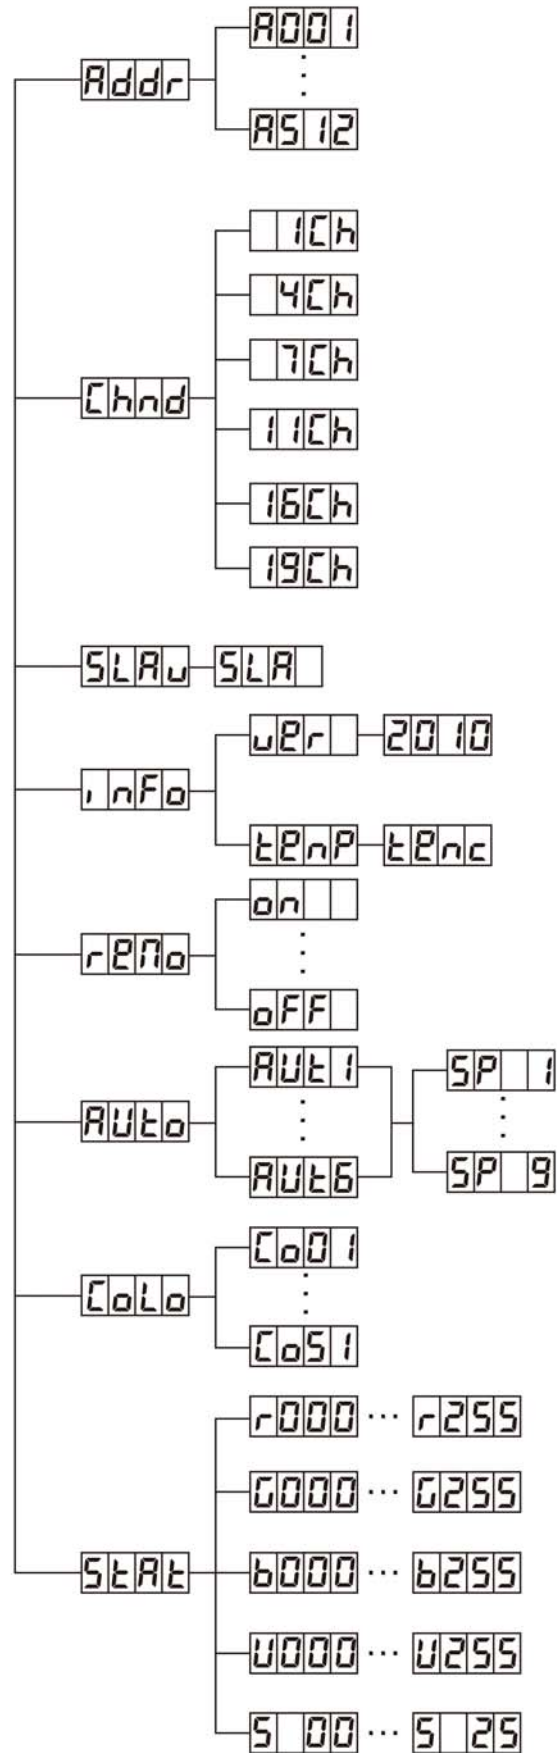 A001
Addr
A512
1Ch
4Ch
7Ch
Chnd
11Ch
16Ch
19Ch
SLAv SLA
ver 2010
inFo
tenP tenc
on
reMo
oFF
AUt1 SP 1
AUto
AUt6 SP 9
Co01
CoLo
Co51
r000 ... r255
G000 ... G255
StAt b000 ... b255
U000 ... U255
S 00 ... S 25